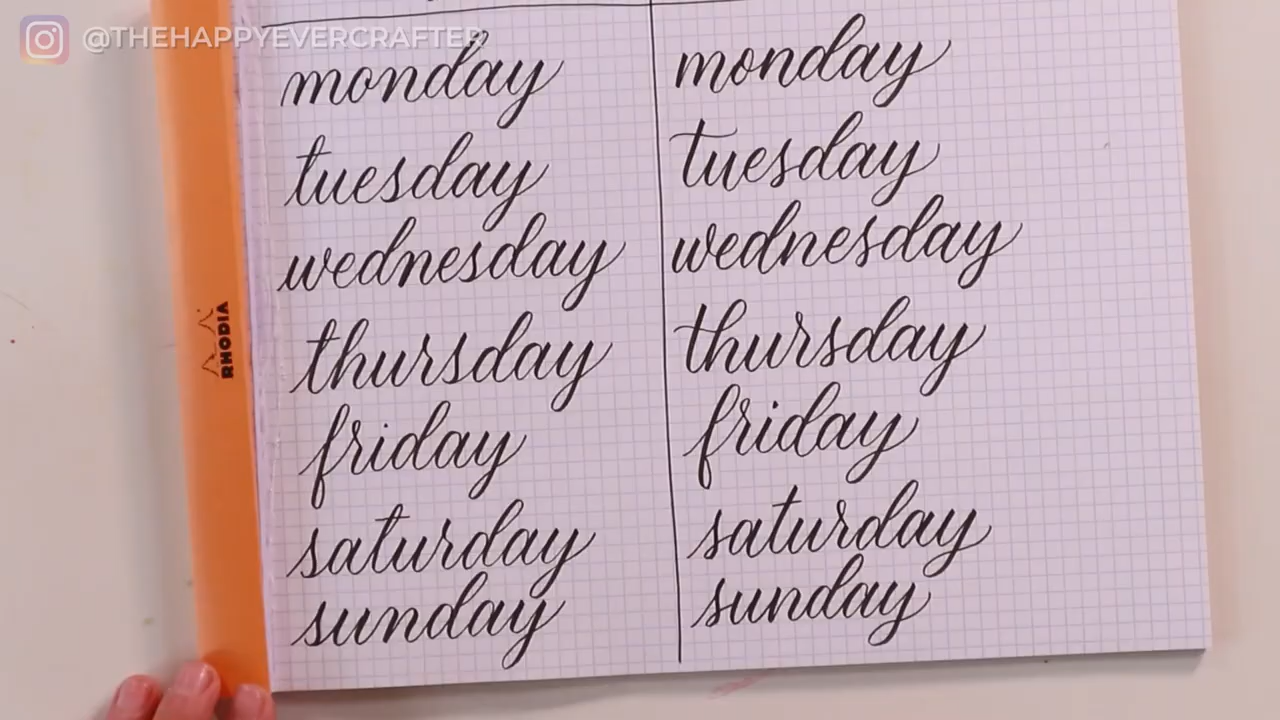 @THEHAPPYEVERCRAFTER
monday monday
tuesday tuesday
wednesday wednesday
thursday thursday
friday friday
saturday saturday
sunday sunday
RHODIA